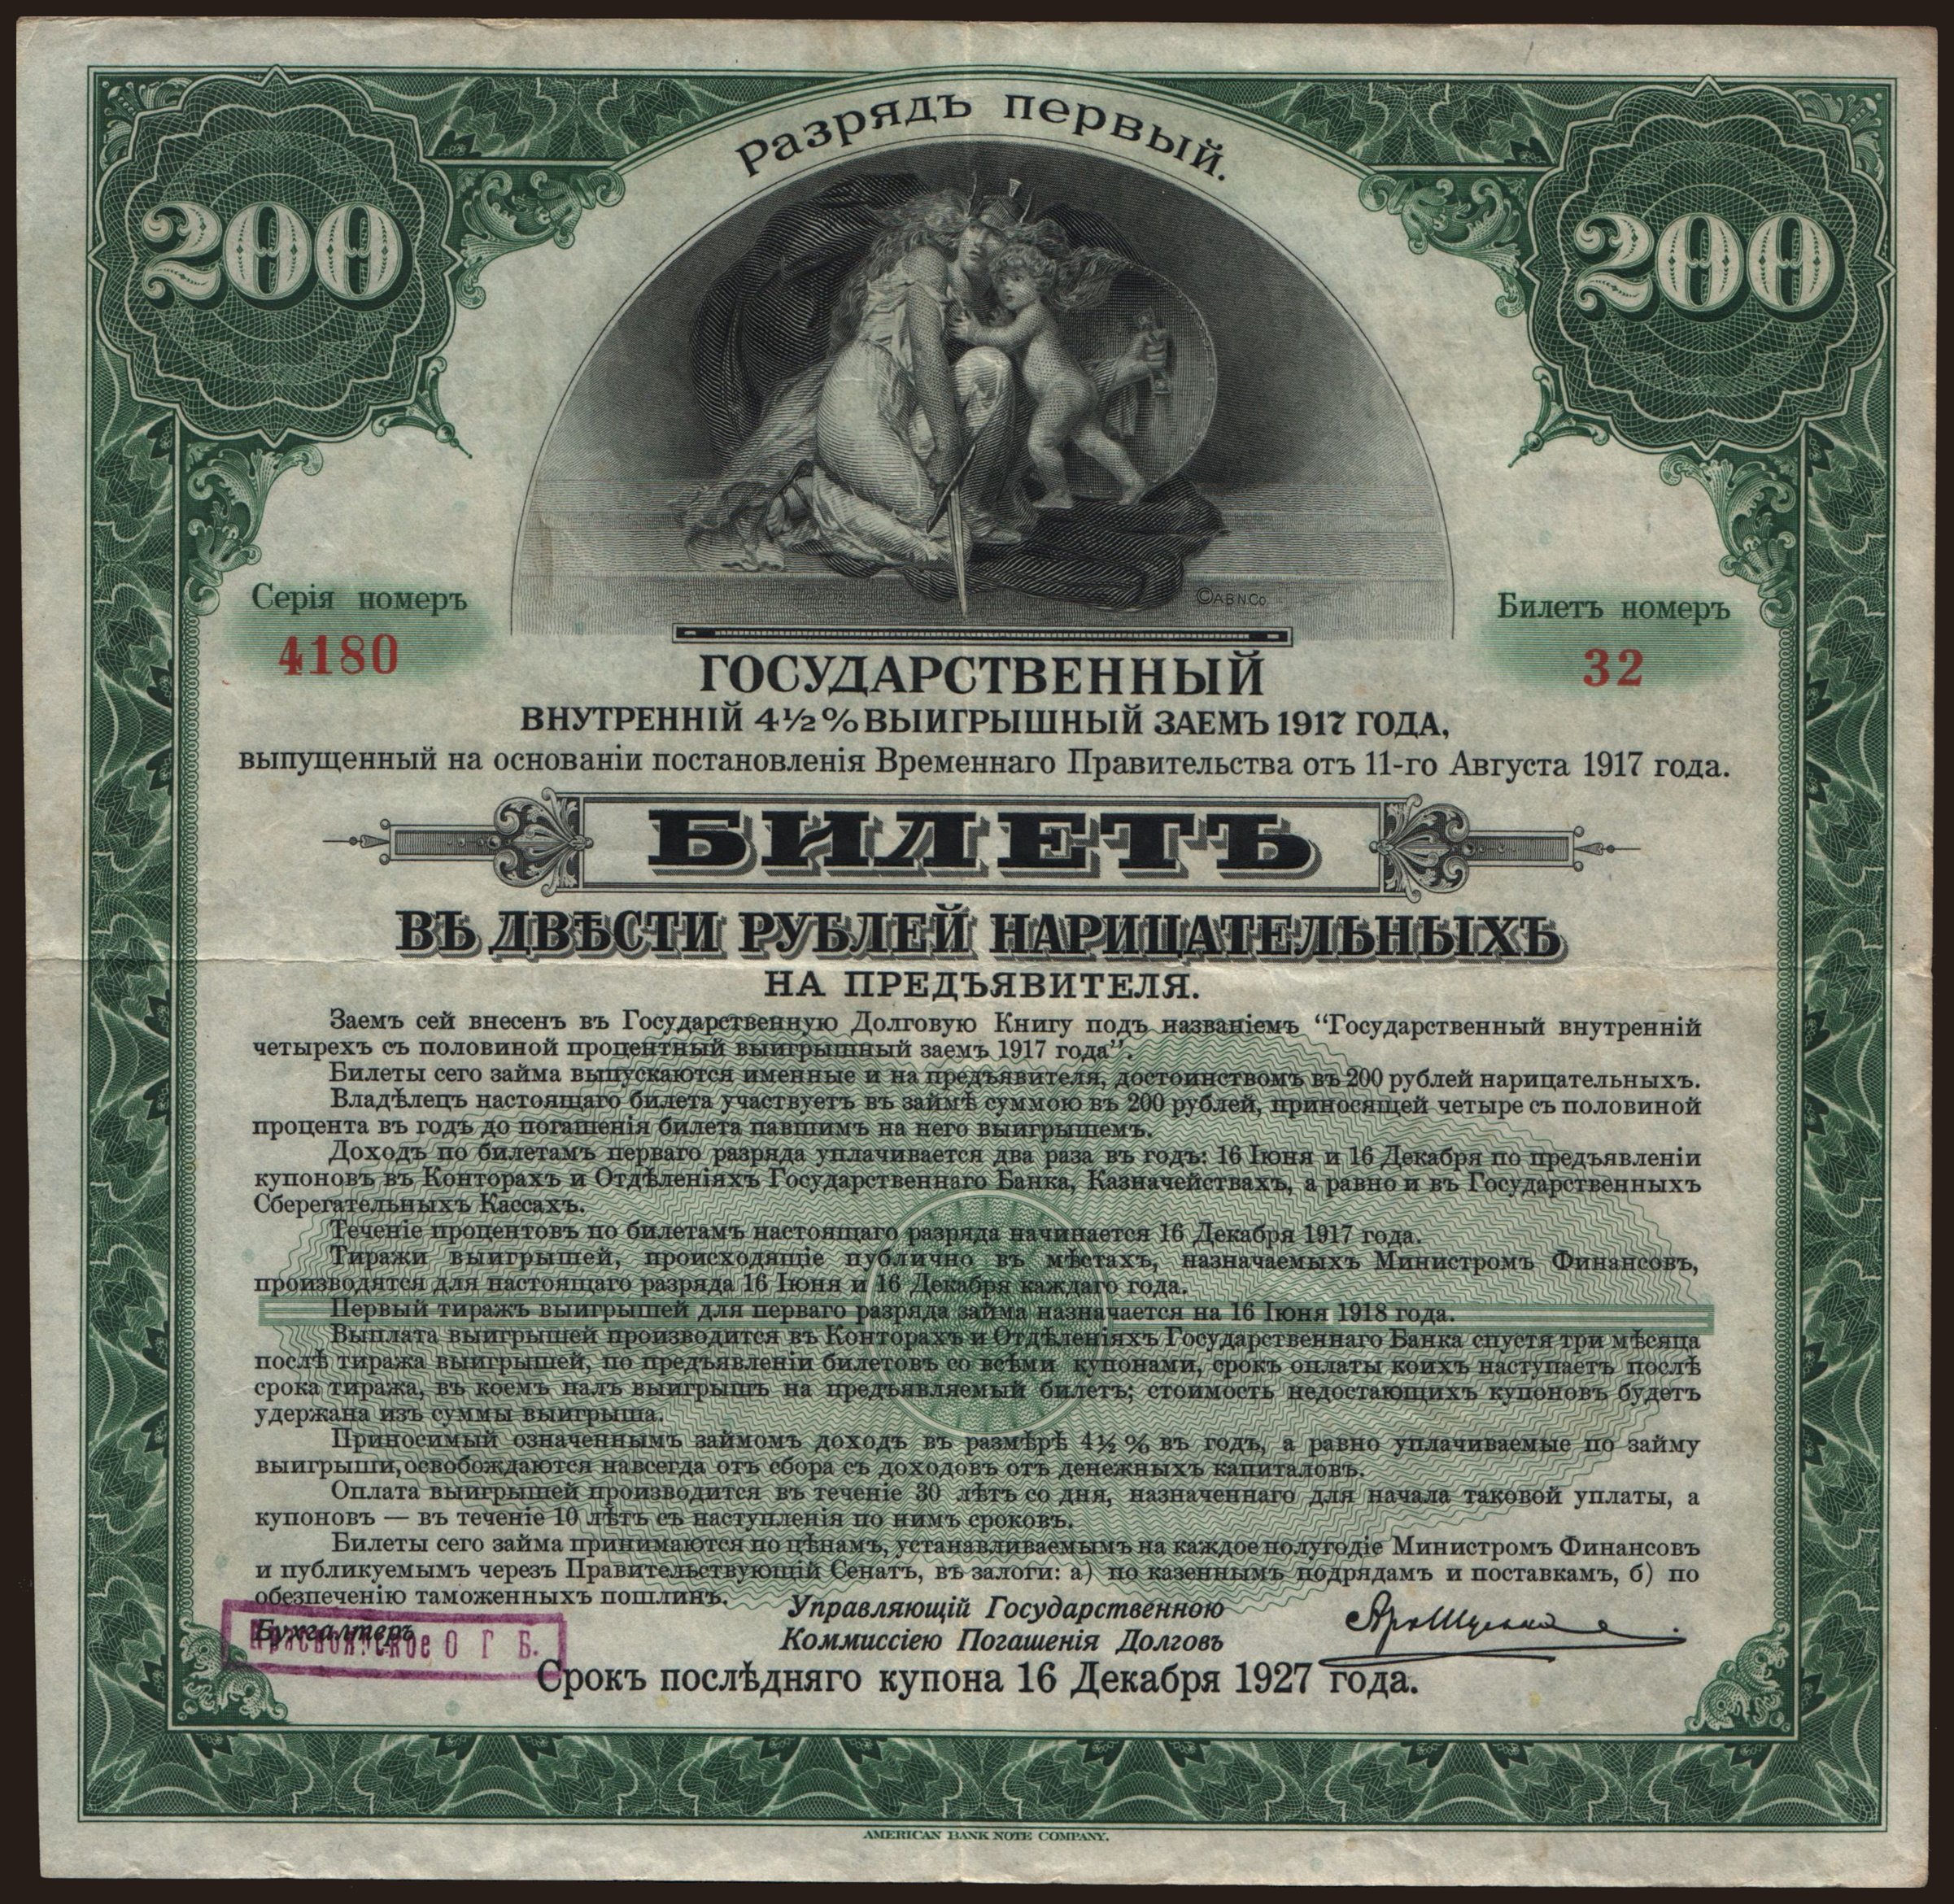 Разрядъ первый.
200
200
©ABNCo.
Серія номеръ
4180
Билетъ номеръ
32
ГОСУДАРСТВЕННЫЙ
ВНУТРЕННІЙ 4½% ВЫИГРЫШНЫЙ ЗАЕМЪ 1917 ГОДА,
выпущенный на основаніи постановленія Временнаго Правительства отъ 11-го Августа 1917 года.
БИЛЕТЪ
ВЪ ДВѢСТИ РУБЛЕЙ НАРИЦАТЕЛЬНЫХЪ
НА ПРЕДЪЯВИТЕЛЯ.
Заемъ сей внесенъ въ Государственную Долговую Книгу подъ названіемъ “Государственный внутренній
четырехъ съ половиной процентный выигрышный заемъ 1917 года”.
Билеты сего займа выпускаются именные и на предъявителя, достоинствомъ въ 200 рублей нарицательныхъ.
Владѣлецъ настоящаго билета участвуетъ въ займѣ суммою въ 200 рублей, приносящей четыре съ половиной
процента въ годъ до погашенія билета павшимъ на него выигрышемъ.
Доходъ по билетамъ перваго разряда уплачивается два раза въ годъ: 16 Іюня и 16 Декабря по предъявленіи
купоновъ въ Конторахъ и Отдѣленіяхъ Государственнаго Банка, Казначействахъ, а равно и въ Государственныхъ
Сберегательныхъ Кассахъ.
Теченіе процентовъ по билетамъ настоящаго разряда начинается 16 Декабря 1917 года.
Тиражи выигрышей, происходящіе публично въ мѣстахъ, назначаемыхъ Министромъ Финансовъ,
производятся для настоящаго разряда 16 Іюня и 16 Декабря каждаго года.
Первый тиражъ выигрышей для перваго разряда займа назначается на 16 Іюня 1918 года.
Выплата выигрышей производится въ Конторахъ и Отдѣленіяхъ Государственнаго Банка спустя три мѣсяца
послѣ тиража выигрышей, по предъявленіи билетовъ со всѣми купонами, срокъ оплаты коихъ наступаетъ послѣ
срока тиража, въ коемъ палъ выигрышъ на предъявляемый билетъ; стоимость недостающихъ купоновъ будетъ
удержана изъ суммы выигрыша.
Приносимый означеннымъ займомъ доходъ въ размѣрѣ 4½% въ годъ, а равно уплачиваемые по займу
выигрыши, освобождаются навсегда отъ сбора съ доходовъ отъ денежныхъ капиталовъ.
Оплата выигрышей производится въ теченіе 30 лѣтъ со дня, назначеннаго для начала таковой уплаты, а
купоновъ — въ теченіе 10 лѣтъ съ наступленія по нимъ сроковъ.
Билеты сего займа принимаются по цѣнамъ, устанавливаемымъ на каждое полугодіе Министромъ Финансовъ
и публикуемымъ черезъ Правительствующій Сенатъ, въ залоги: а) по казеннымъ подрядамъ и поставкамъ, б) по
обезпеченію таможенныхъ пошлинъ.
Управляющій Государственною
Коммиссіею Погашенія Долговъ
Бухгалтеръ
Красноярское О Г Б.
Срокъ послѣдняго купона 16 Декабря 1927 года.
AMERICAN BANK NOTE COMPANY.